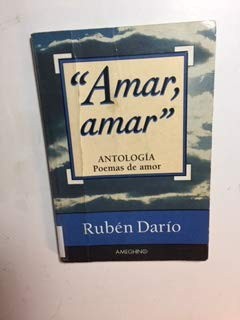 "Amar,
amar"
ANTOLOGÍA
Poemas de amor
Rubén Darío
AMEGHINO